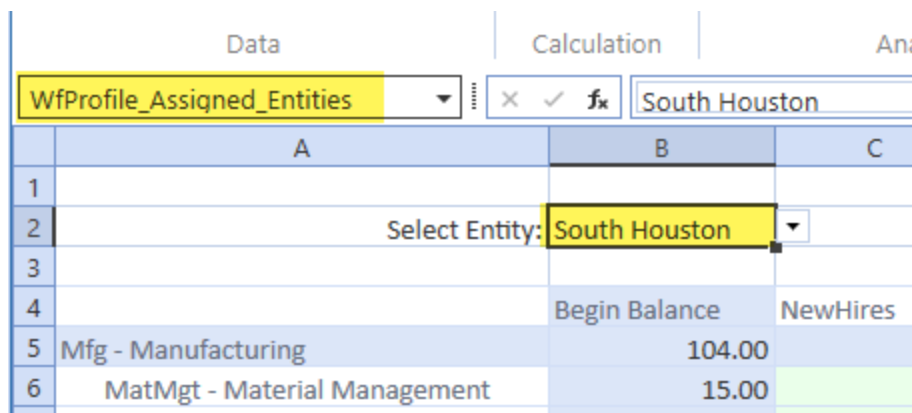 Data Calculation Ana
WfProfile_Assigned_Entities fx South Houston
A B C
1
2 Select Entity: South Houston
3
4 Begin Balance NewHires
5 Mfg - Manufacturing 104.00
6 MatMgt - Material Management 15.00